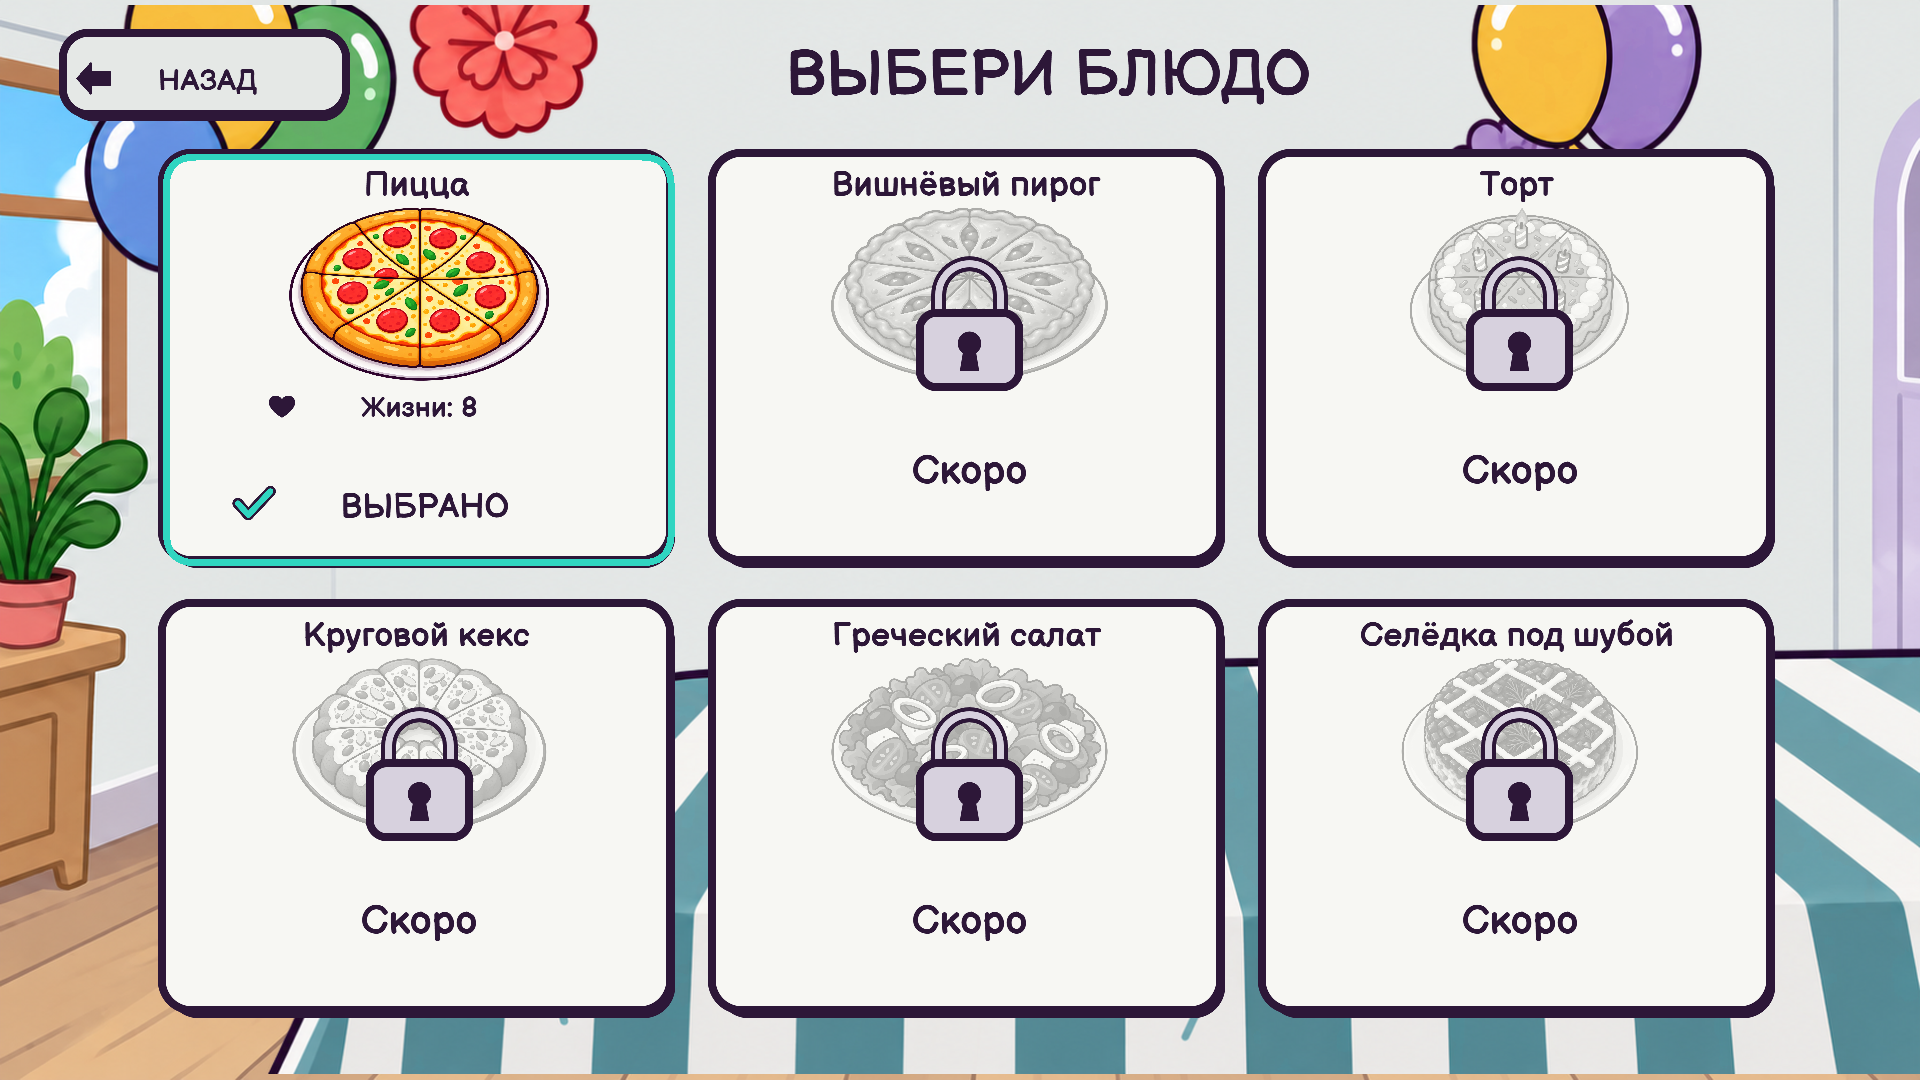 НАЗАД
ВЫБЕРИ БЛЮДО
Пицца
Жизни: 8
ВЫБРАНО
Вишнёвый пирог
Скоро
Торт
Скоро
Круговой кекс
Скоро
Греческий салат
Скоро
Селёдка под шубой
Скоро